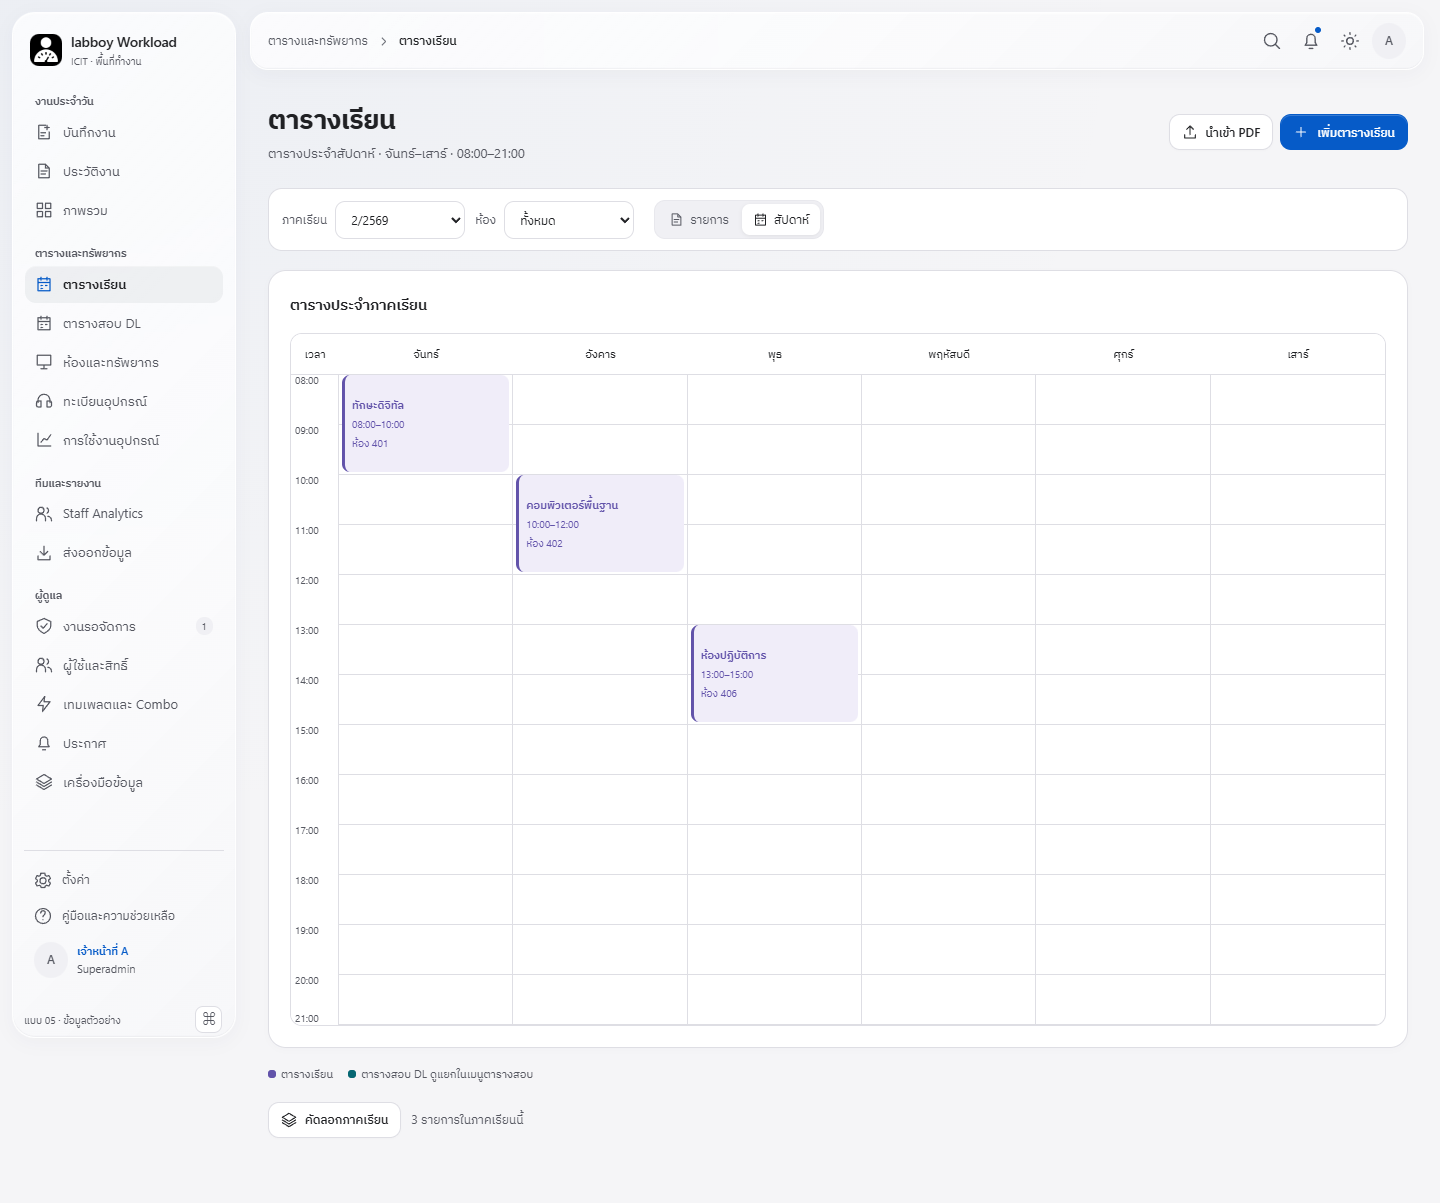 labboy Workload
ICIT · พื้นที่ทำงาน
งานประจำวัน
บันทึกงาน
ประวัติงาน
ภาพรวม
ตารางและทรัพยากร
ตารางเรียน
ตารางสอบ DL
ห้องและทรัพยากร
ทะเบียนอุปกรณ์
การใช้งานอุปกรณ์
ทีมและรายงาน
Staff Analytics
ส่งออกข้อมูล
ผู้ดูแล
งานรอจัดการ 1
ผู้ใช้และสิทธิ์
เทมเพลตและ Combo
ประกาศ
เครื่องมือข้อมูล
ตั้งค่า
คู่มือและความช่วยเหลือ
A เจ้าหน้าที่ A
Superadmin
แบบ 05 · ข้อมูลตัวอย่าง ⌘
ตารางและทรัพยากร > ตารางเรียน A
ตารางเรียน
ตารางประจำสัปดาห์ · จันทร์–เสาร์ · 08:00–21:00
นำเข้า PDF + เพิ่มตารางเรียน
ภาคเรียน 2/2569 ห้อง ทั้งหมด รายการ สัปดาห์
ตารางประจำภาคเรียน
เวลา จันทร์ อังคาร พุธ พฤหัสบดี ศุกร์ เสาร์
08:00
ทักษะดิจิทัล
08:00–10:00
09:00
ห้อง 401
10:00
คอมพิวเตอร์พื้นฐาน
10:00–12:00
11:00
ห้อง 402
12:00
13:00
ห้องปฏิบัติการ
13:00–15:00
14:00
ห้อง 406
15:00
16:00
17:00
18:00
19:00
20:00
21:00
ตารางเรียน ตารางสอบ DL ดูแยกในเมนูตารางสอบ
คัดลอกภาคเรียน 3 รายการในภาคเรียนนี้